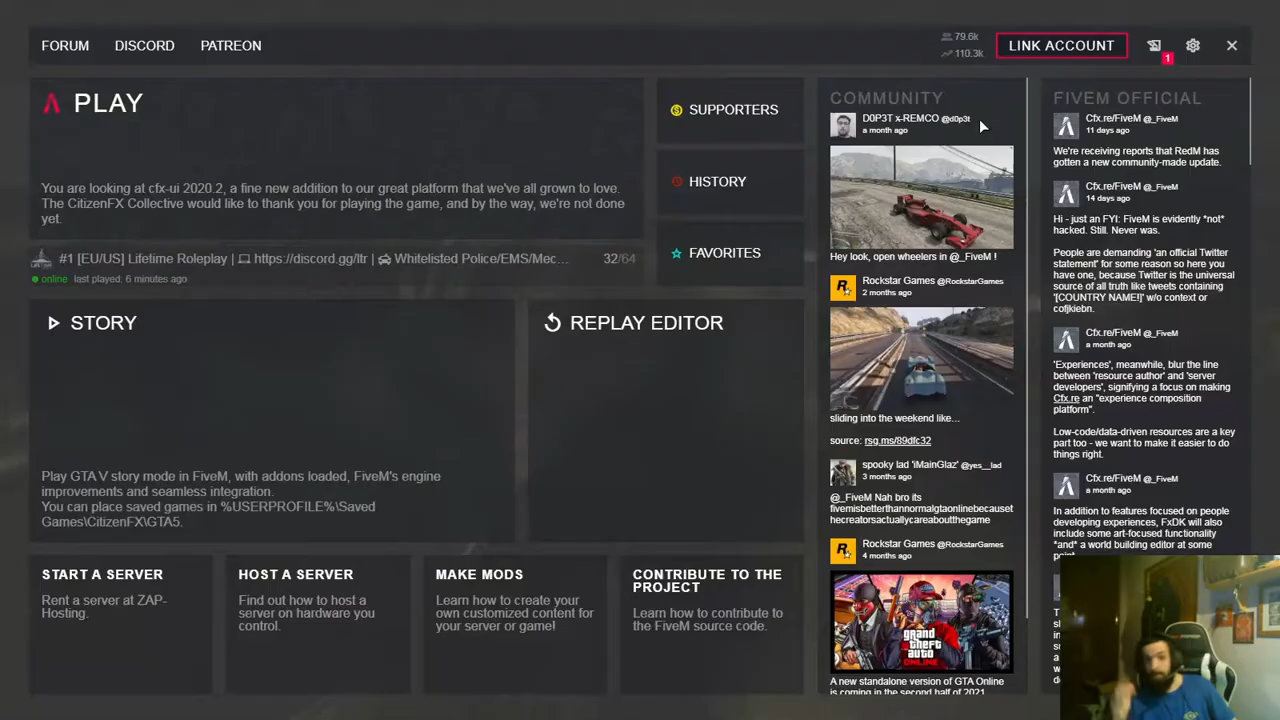 FORUM
DISCORD
PATREON
79.6k
110.3k
LINK ACCOUNT
1
PLAY
You are looking at cfx-ui 2020.2, a fine new addition to our great platform that we've all grown to love.
The CitizenFX Collective would like to thank you for playing the game, and by the way, we're not done
yet.
#1 [EU/US] Lifetime Roleplay | https://discord.gg/ltr | Whitelisted Police/EMS/Mec...
32/64
online last played: 6 minutes ago
SUPPORTERS
HISTORY
FAVORITES
STORY
Play GTA V story mode in FiveM, with addons loaded, FiveM's engine
improvements and seamless integration.
You can place saved games in %USERPROFILE%\Saved
Games\CitizenFX\GTA5.
REPLAY EDITOR
START A SERVER
Rent a server at ZAP-
Hosting.
HOST A SERVER
Find out how to host a
server on hardware you
control.
MAKE MODS
Learn how to create your
own customized content for
your server or game!
CONTRIBUTE TO THE
PROJECT
Learn how to contribute to
the FiveM source code.
COMMUNITY
D0P3T x-REMCO @d0p3t
a month ago
Hey look, open wheelers in @_FiveM !
Rockstar Games @RockstarGames
2 months ago
sliding into the weekend like...
source: rsg.ms/89dfc32
spooky lad 'iMainGlaz' @yes__lad
3 months ago
@_FiveM Nah bro its
fivemisbetterthannormalgtaonlinebecauset
hecreatorsactuallycareaboutthegame
Rockstar Games @RockstarGames
4 months ago
grand
theft
auto
ONLINE
A new standalone version of GTA Online
is coming in the second half of 2021
FIVEM OFFICIAL
Cfx.re/FiveM @_FiveM
11 days ago
We're receiving reports that RedM has
gotten a new community-made update.
Cfx.re/FiveM @_FiveM
14 days ago
Hi - just an FYI: FiveM is evidently *not*
hacked. Still. Never was.
People are demanding 'an official Twitter
statement' for some reason so here you
have one, because Twitter is the universal
source of all truth like tweets containing
'[COUNTRY NAME]' w/o context or
cofjkiebn.
Cfx.re/FiveM @_FiveM
a month ago
'Experiences', meanwhile, blur the line
between 'resource author' and 'server
developers', signifying a focus on making
Cfx.re an "experience composition
platform".
Low-code/data-driven resources are a key
part too - we want to make it easier to do
things right.
Cfx.re/FiveM @_FiveM
a month ago
In addition to features focused on people
developing experiences, FxDK will also
include some art-focused functionality
*and* a world building editor at some